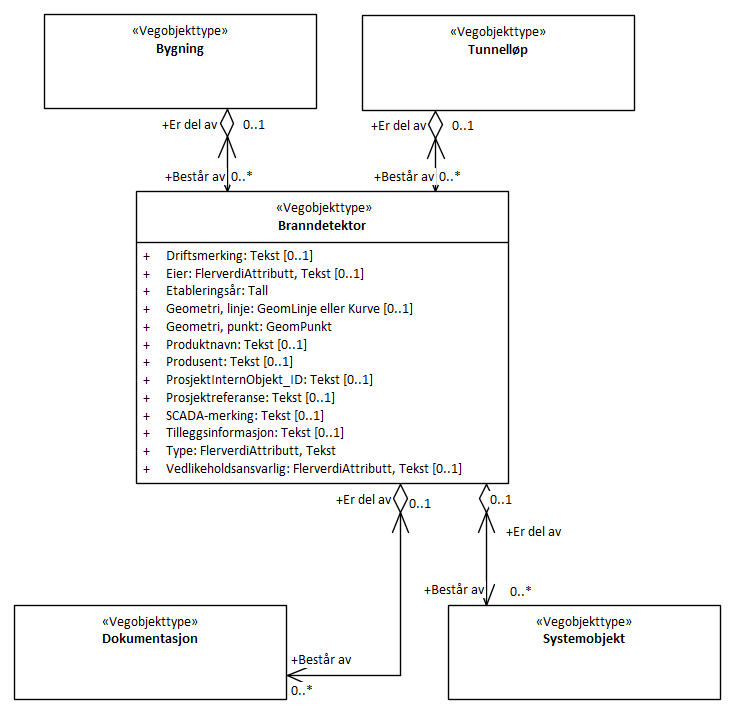 «Vegobjekttype»
Bygning
«Vegobjekttype»
Tunnelløp
+Er del av 0..1
+Er del av 0..1
+Består av 0..*
+Består av 0..*
«Vegobjekttype»
Branndetektor
+ Driftsmerking: Tekst [0..1]
+ Eier: FlerverdiAttributt, Tekst [0..1]
+ Etableringsår: Tall
+ Geometri, linje: GeomLinje eller Kurve [0..1]
+ Geometri, punkt: GeomPunkt
+ Produktnavn: Tekst [0..1]
+ Produsent: Tekst [0..1]
+ ProsjektInternObjekt_ID: Tekst [0..1]
+ Prosjektreferanse: Tekst [0..1]
+ SCADA-merking: Tekst [0..1]
+ Tilleggsinformasjon: Tekst [0..1]
+ Type: FlerverdiAttributt, Tekst
+ Vedlikeholdsansvarlig: FlerverdiAttributt, Tekst [0..1]
+Er del av 0..1
0..1
+Er del av
+Består av 0..*
«Vegobjekttype»
Dokumentasjon
«Vegobjekttype»
Systemobjekt
+Består av
0..*